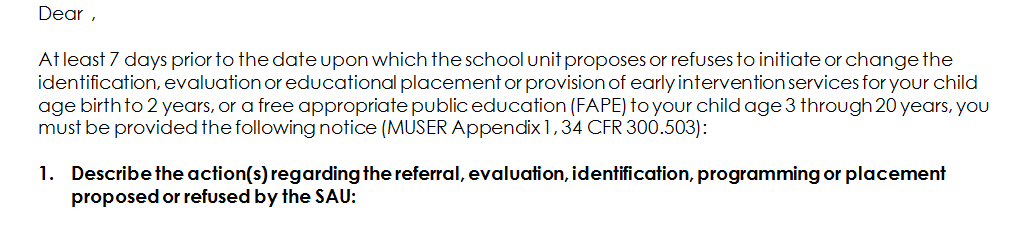 Dear ,
At least 7 days prior to the date upon which the school unit proposes or refuses to initiate or change the
identification, evaluation or educational placement or provision of early intervention services for your child
age birth to 2 years, or a free appropriate public education (FAPE) to your child age 3 through 20 years, you
must be provided the following notice (MUSER Appendix 1, 34 CFR 300.503):
1. Describe the action(s) regarding the referral, evaluation, identification, programming or placement
proposed or refused by the SAU: